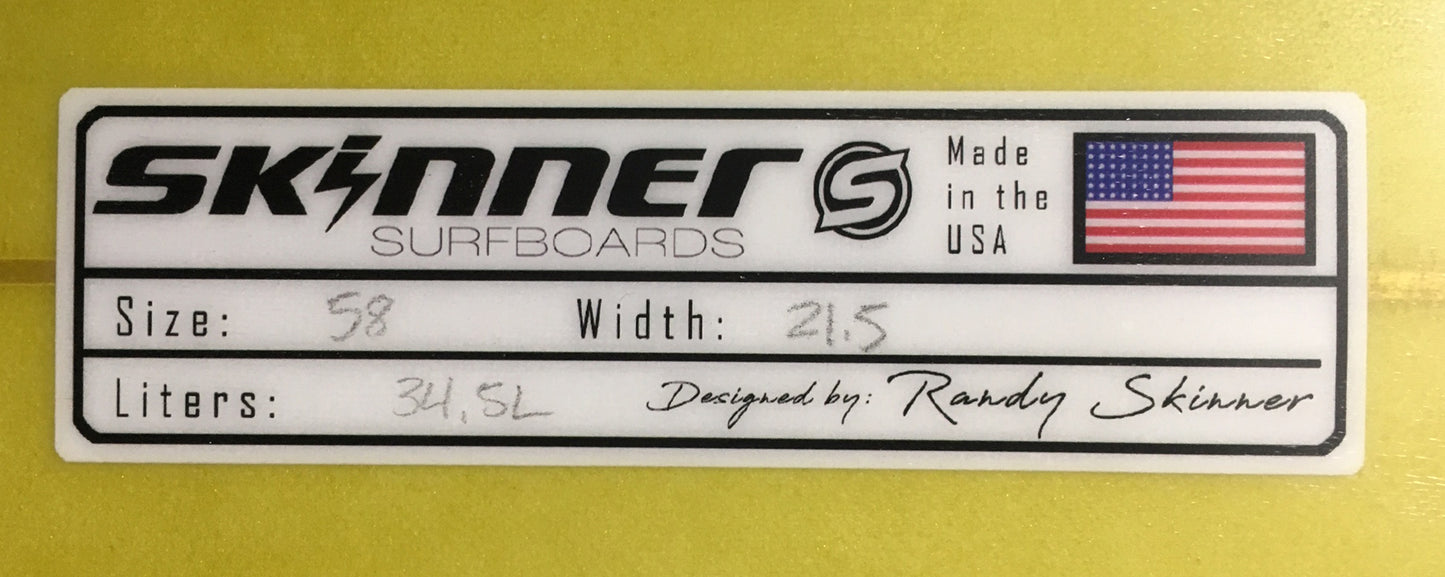 SKinner S
SURFBOARDS
Made
in the
USA
Size: 58 Width: 21.5
Liters: 34.5L Designed by: Randy Skinner